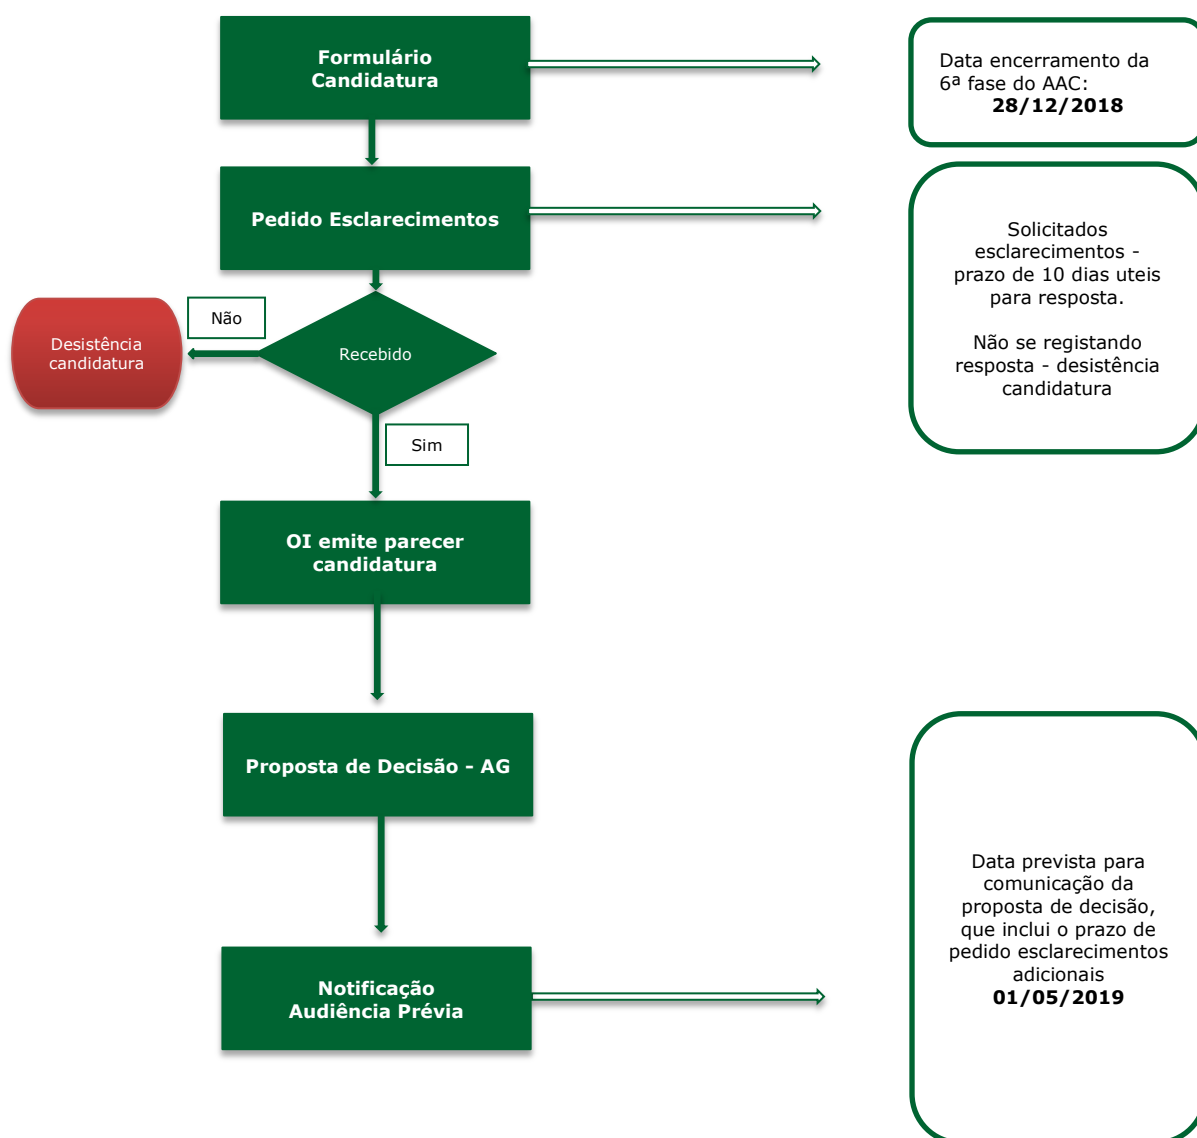 Formulário
Candidatura
Data encerramento da
6ª fase do AAC:
28/12/2018
Pedido Esclarecimentos
Solicitados
esclarecimentos -
prazo de 10 dias uteis
para resposta.
Não se registando
resposta - desistência
candidatura
Não
Desistência
candidatura
Recebido
Sim
OI emite parecer
candidatura
Proposta de Decisão - AG
Notificação
Audiência Prévia
Data prevista para
comunicação da
proposta de decisão,
que inclui o prazo de
pedido esclarecimentos
adicionais
01/05/2019